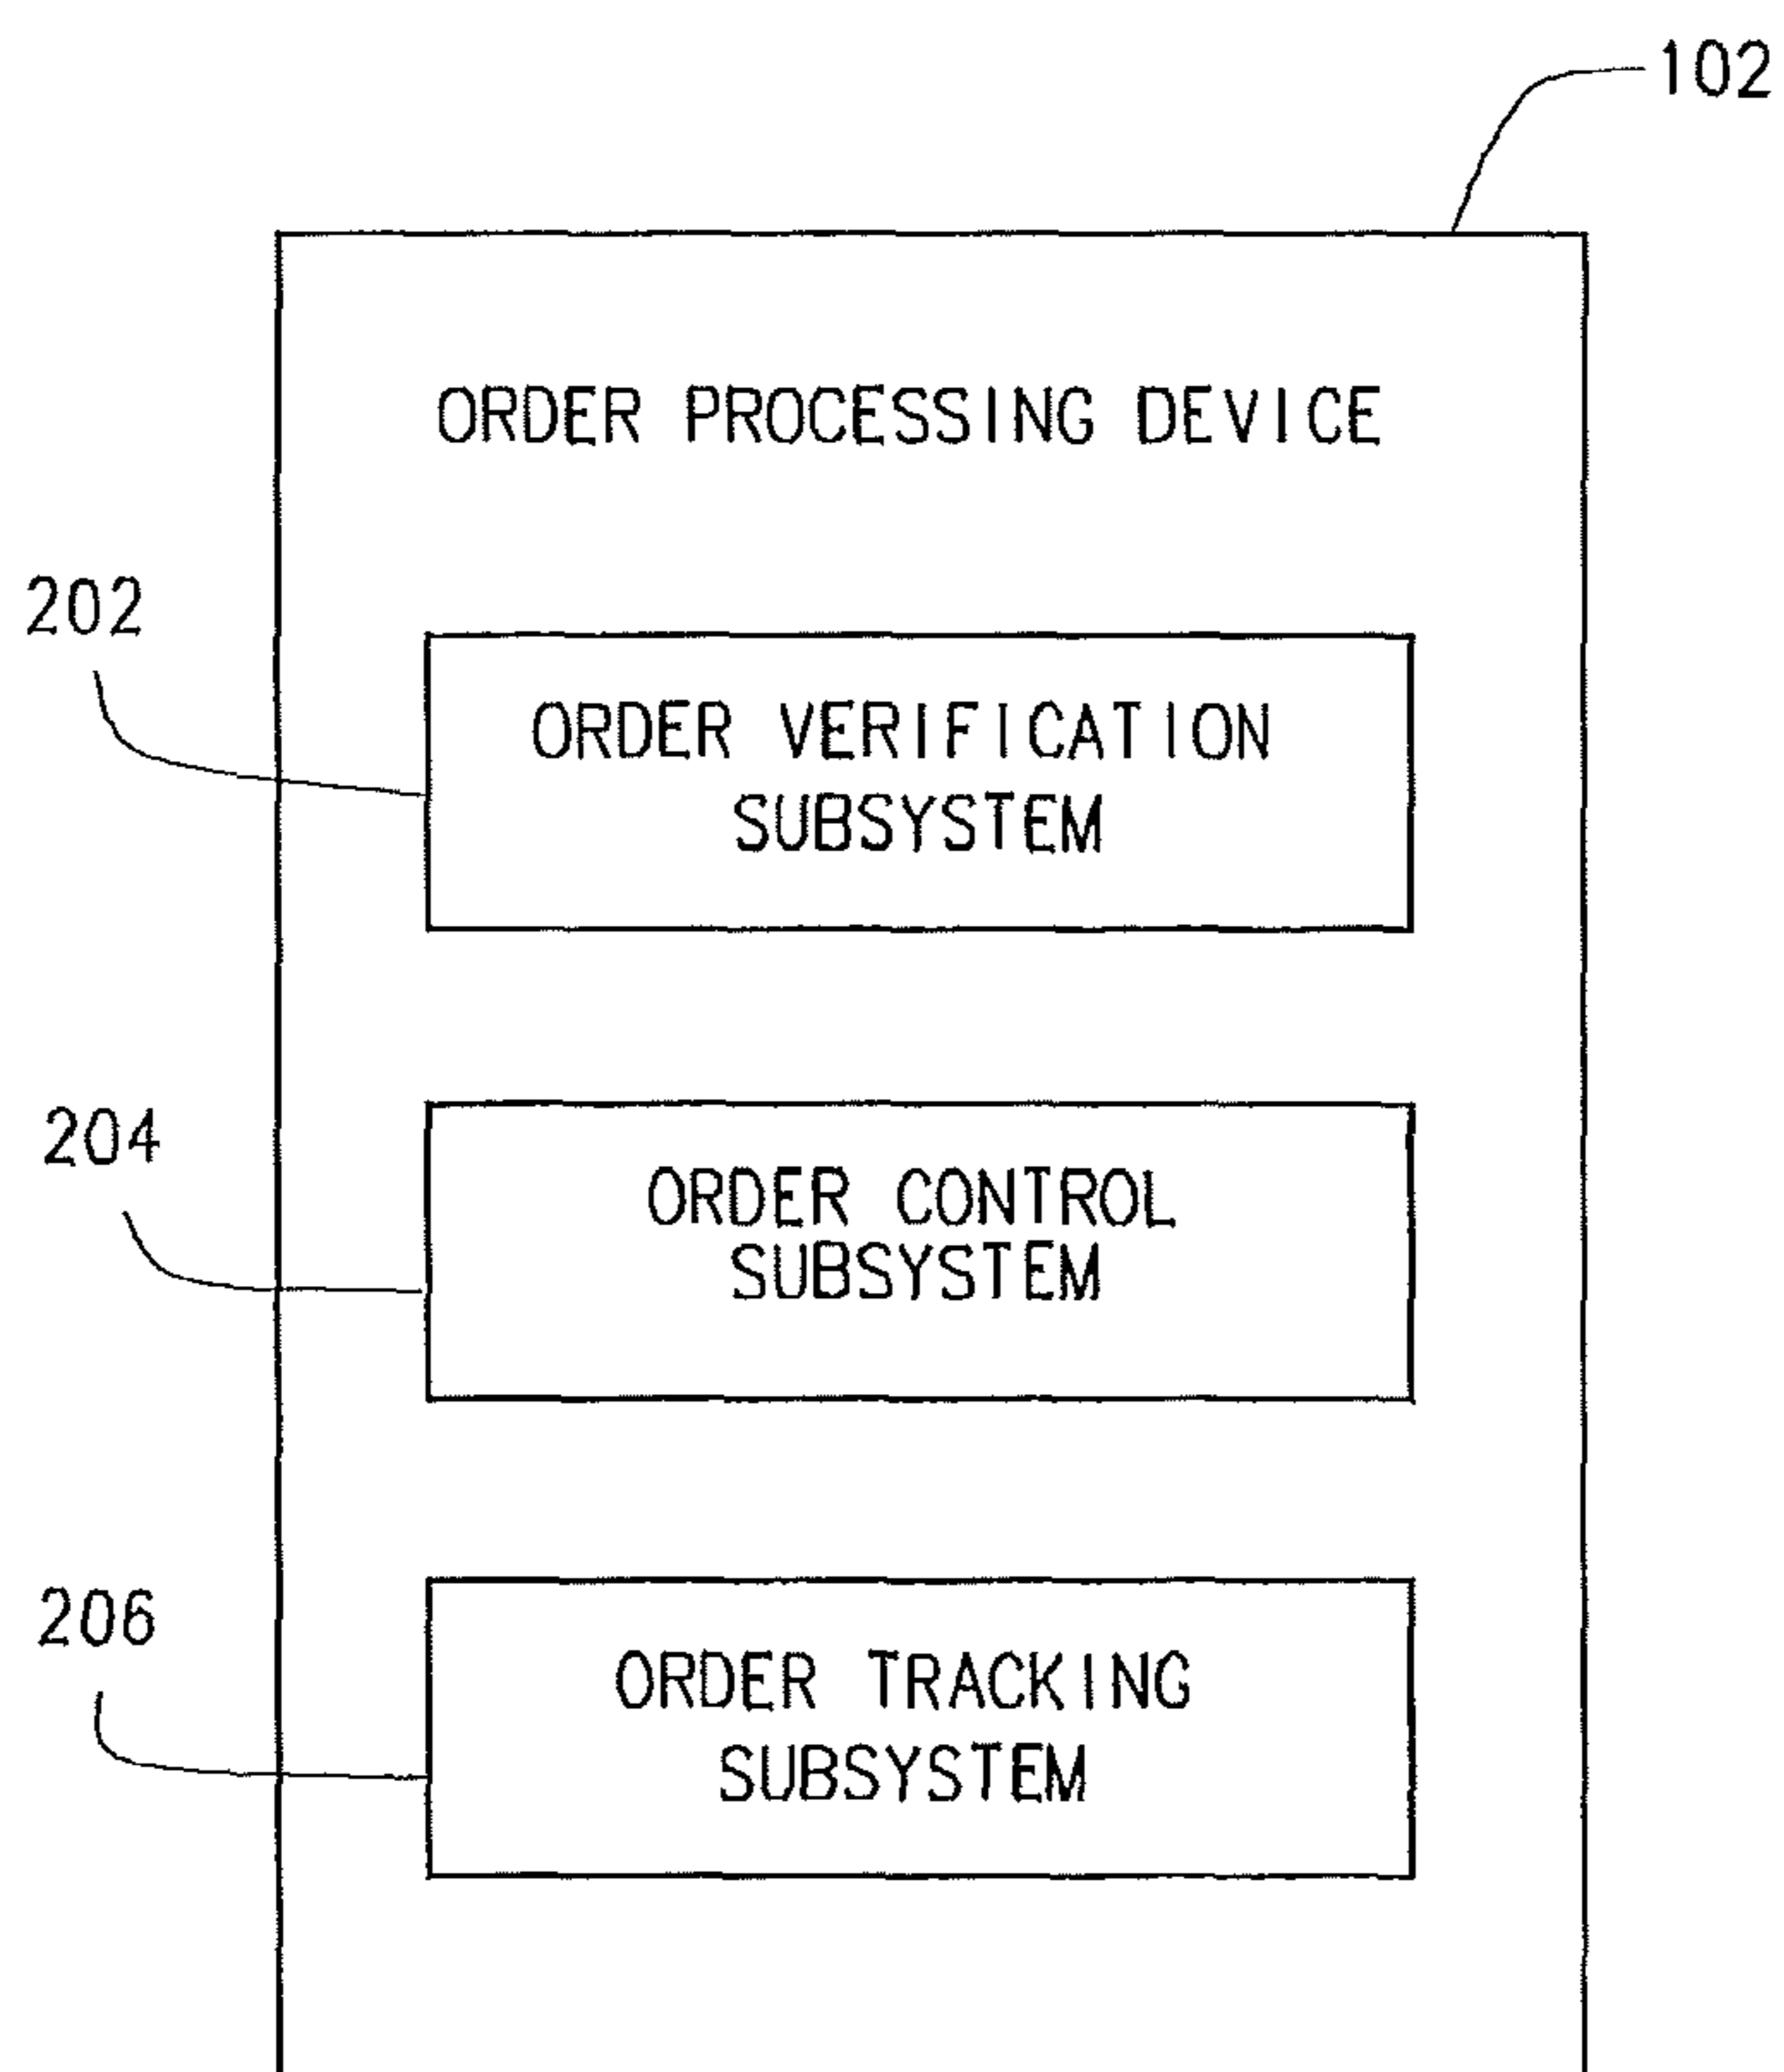 102
ORDER PROCESSING DEVICE
202
ORDER VERIFICATION
SUBSYSTEM
204
ORDER CONTROL
SUBSYSTEM
206
ORDER TRACKING
SUBSYSTEM